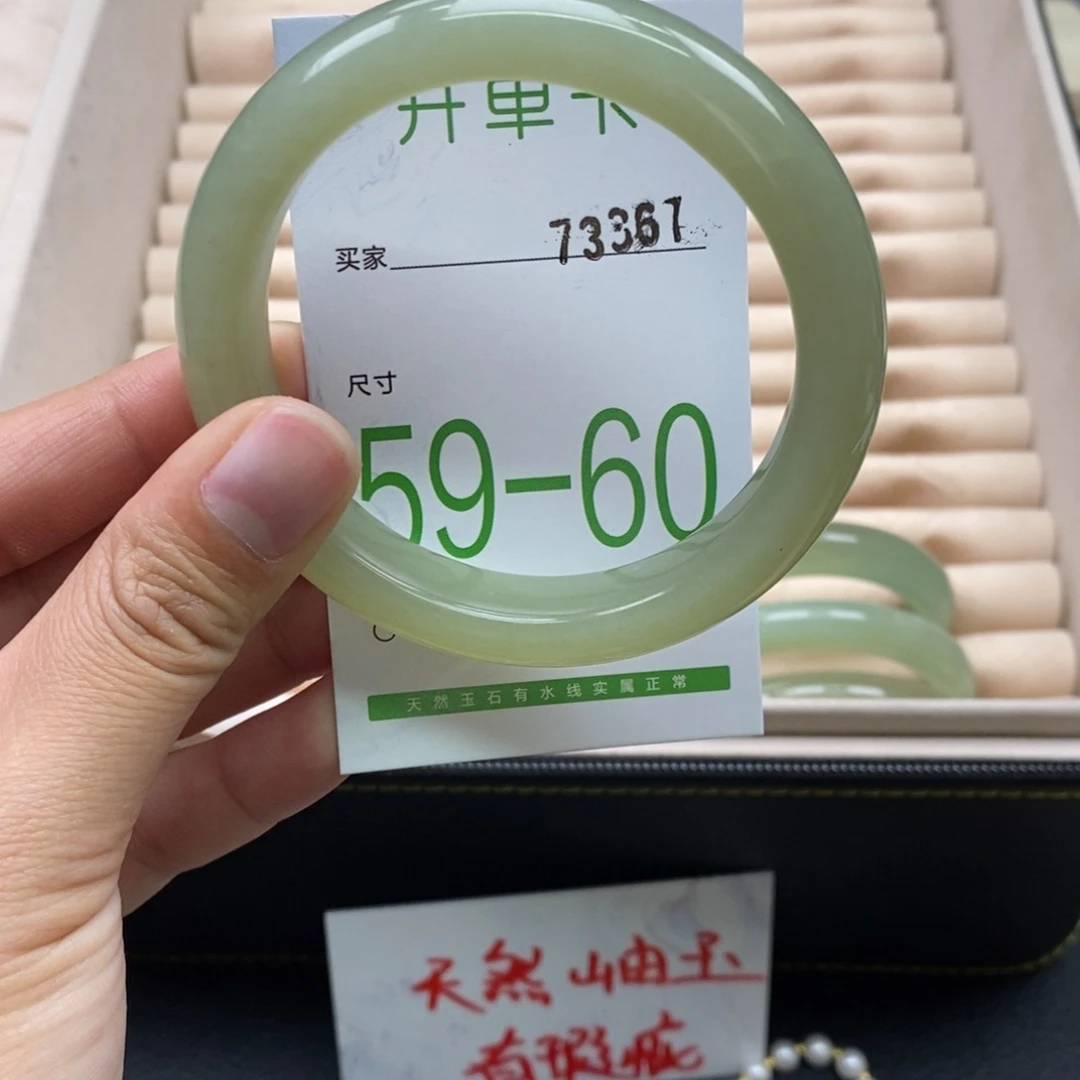 开单卡
买家 73367
尺寸
59-60
天然玉石有水线实属正常
天然岫玉
有瑕疵